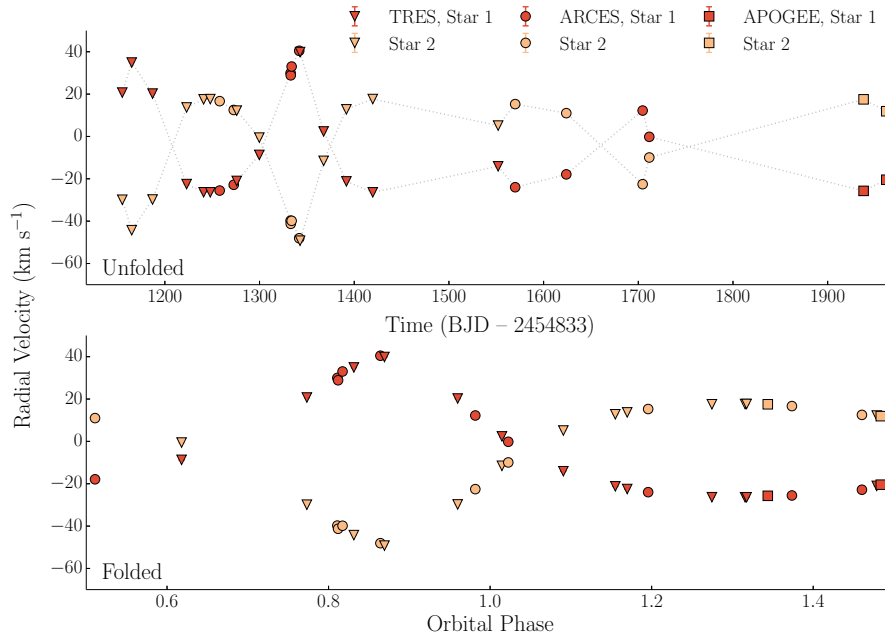 TRES, Star 1 ARCES, Star 1 APOGEE, Star 1
Star 2 Star 2 Star 2
40
20
0
−20
−40
−60
Unfolded
1200 1300 1400 1500 1600 1700 1800 1900
Time (BJD – 2454833)
Radial Velocity (km s⁻¹)
40
20
0
−20
−40
−60
Folded
0.6 0.8 1.0 1.2 1.4
Orbital Phase